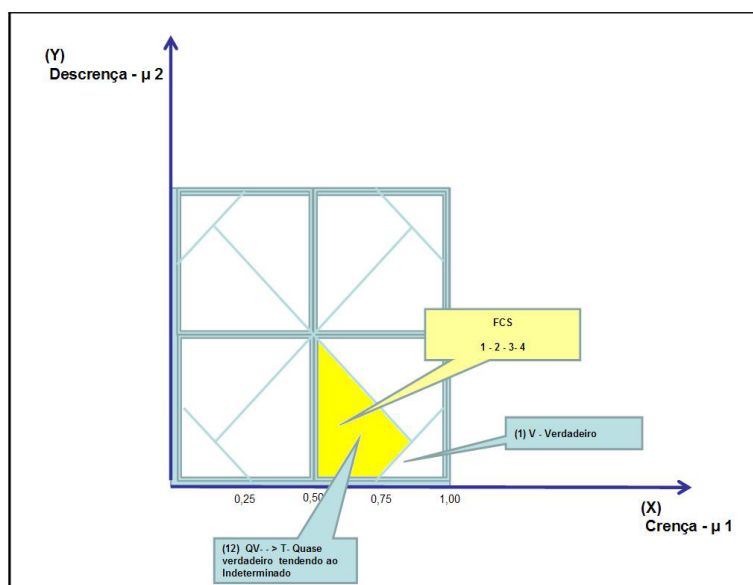 (Y)
Descrença - µ 2
FCS
1 - 2 - 3- 4
(1) V - Verdadeiro
0,25
0,50
0,75
1,00
(X)
Crença - µ 1
(12) QV- - > T- Quase
verdadeiro tendendo ao
Indeterminado